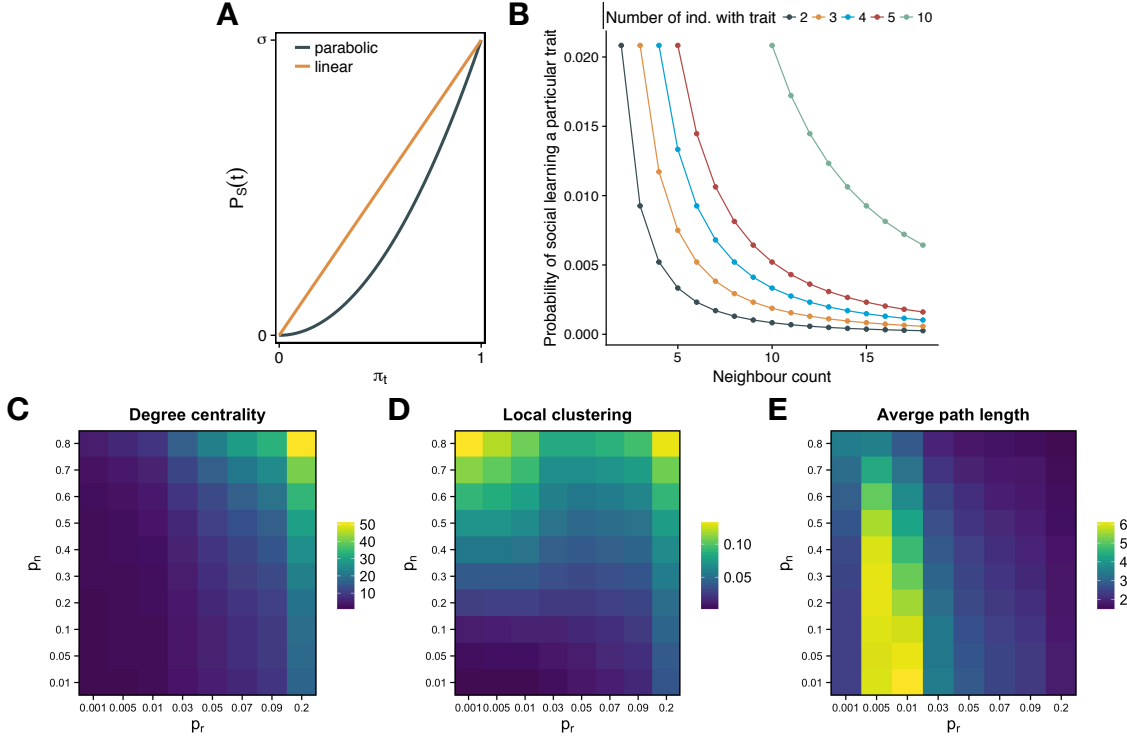 A
σ
parabolic
linear
P_S(t)
0
0
1
π_t
B
Number of ind. with trait 2 3 4 5 10
Probability of social learning a particular trait
0.020
0.015
0.010
0.005
0.000
5 10 15
Neighbour count
C
Degree centrality
p_n
0.8
0.7
0.6
0.5
0.4
0.3
0.2
0.1
0.05
0.01
0.001 0.005 0.01 0.03 0.05 0.07 0.09 0.2
p_r
50
40
30
20
10
D
Local clustering
p_n
0.8
0.7
0.6
0.5
0.4
0.3
0.2
0.1
0.05
0.01
0.001 0.005 0.01 0.03 0.05 0.07 0.09 0.2
p_r
0.10
0.05
E
Averge path length
p_n
0.8
0.7
0.6
0.5
0.4
0.3
0.2
0.1
0.05
0.01
0.001 0.005 0.01 0.03 0.05 0.07 0.09 0.2
p_r
6
5
4
3
2